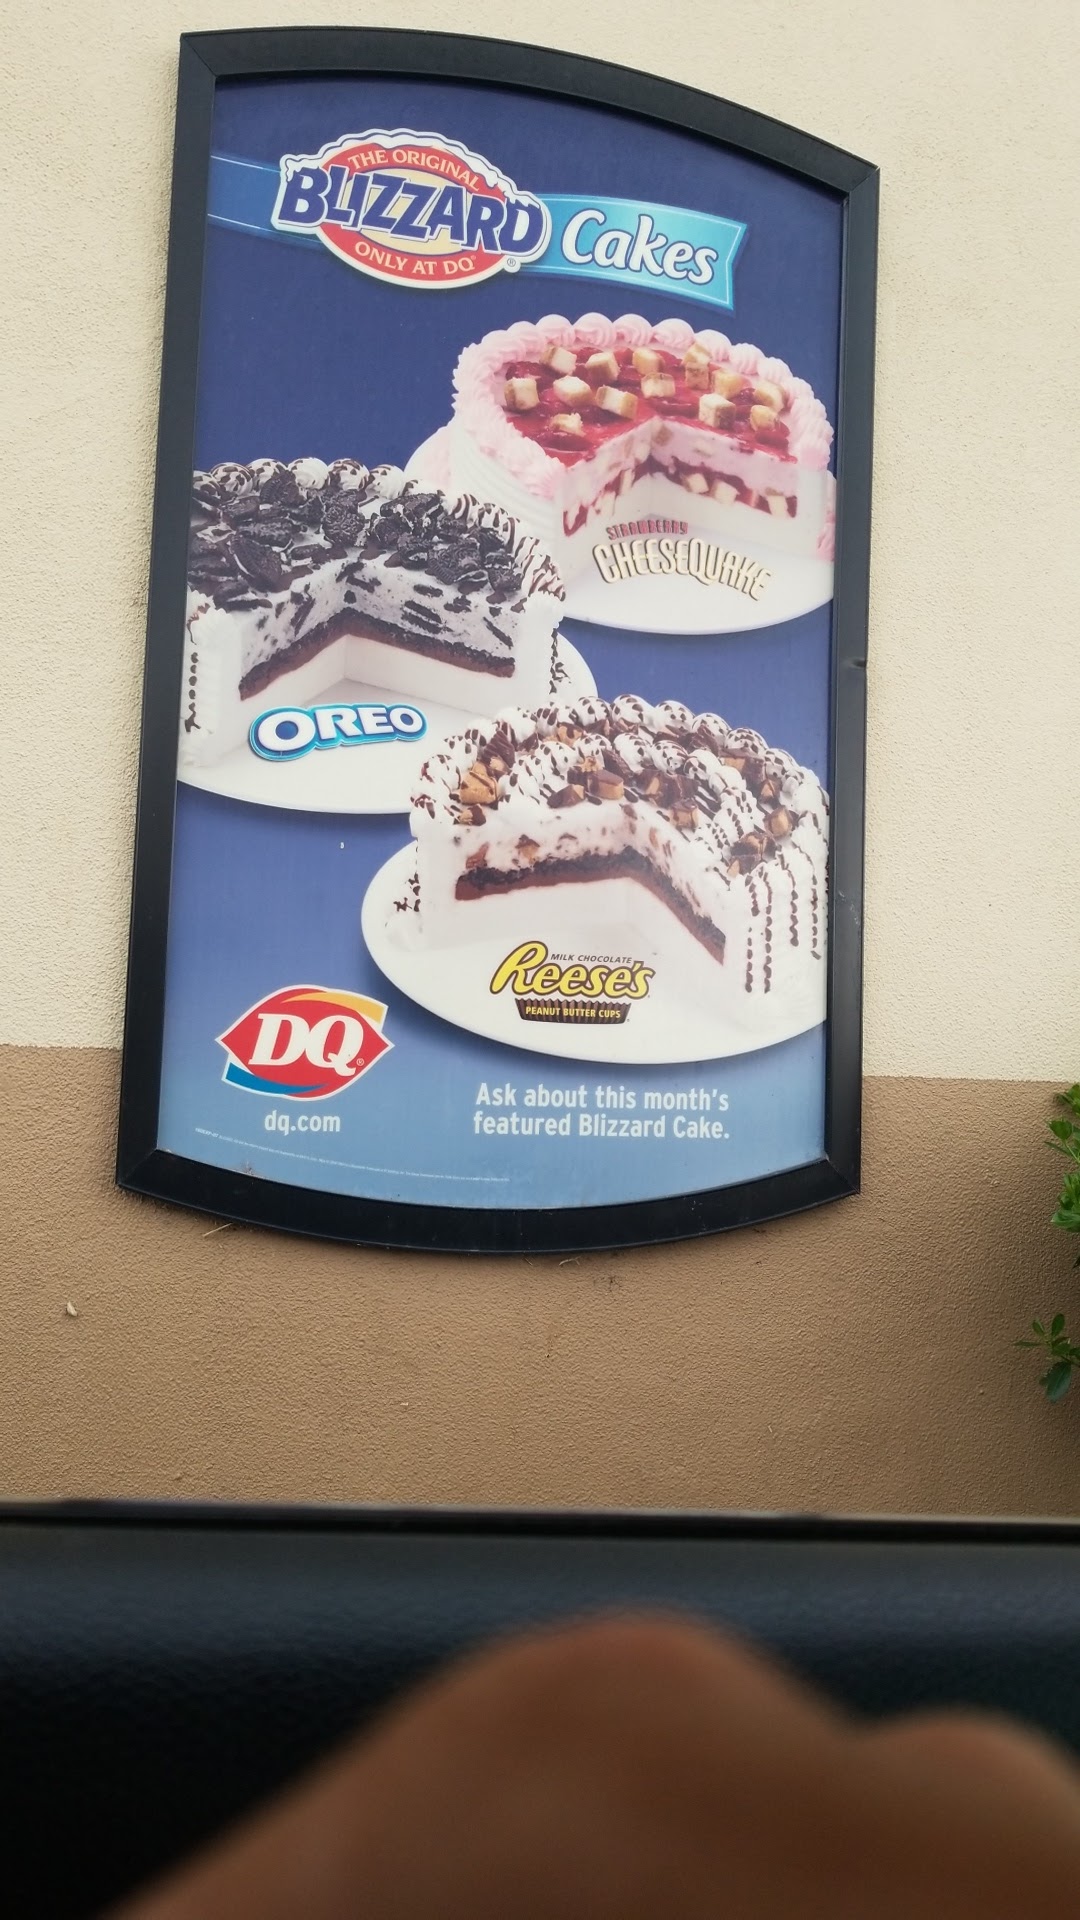 THE ORIGINAL
BLIZZARD
ONLY AT DQ®
®
Cakes
STRAWBERRY
CHEESEQUAKE
OREO
MILK CHOCOLATE
Reese's
PEANUT BUTTER CUPS
DQ®
dq.com
Ask about this month's
featured Blizzard Cake.